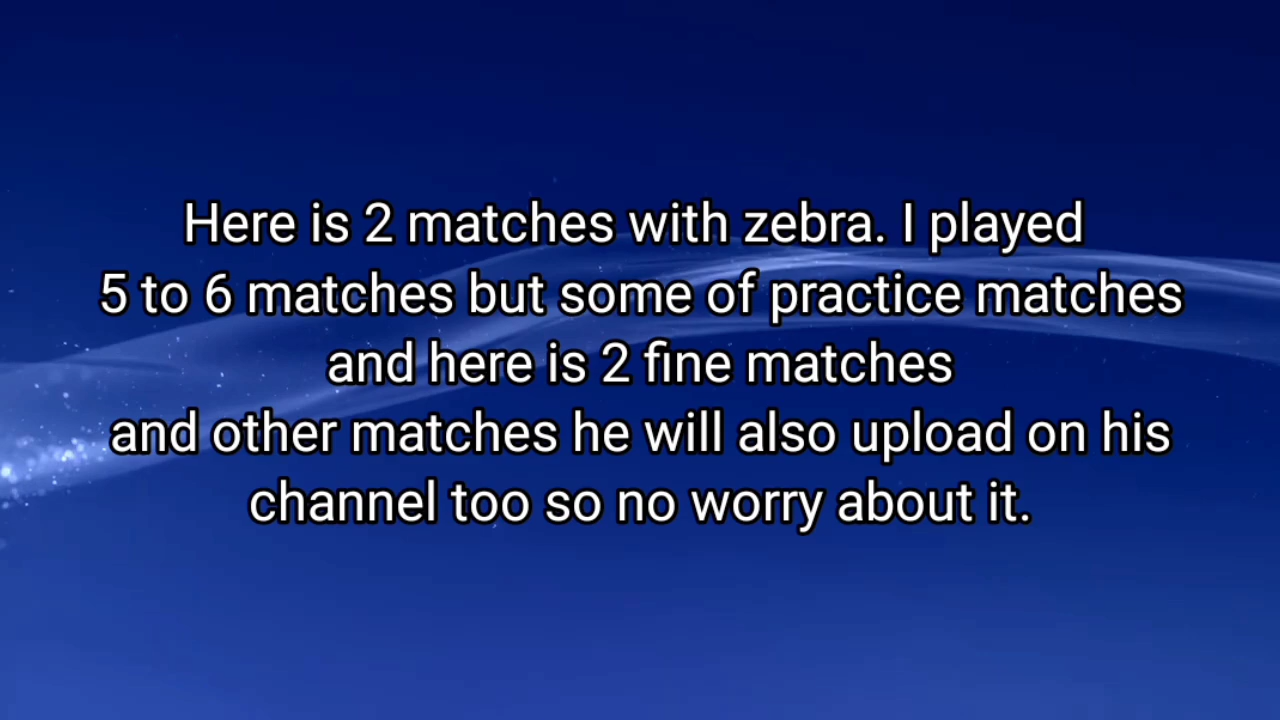 Here is 2 matches with zebra. I played
5 to 6 matches but some of practice matches
and here is 2 fine matches
and other matches he will also upload on his
channel too so no worry about it.